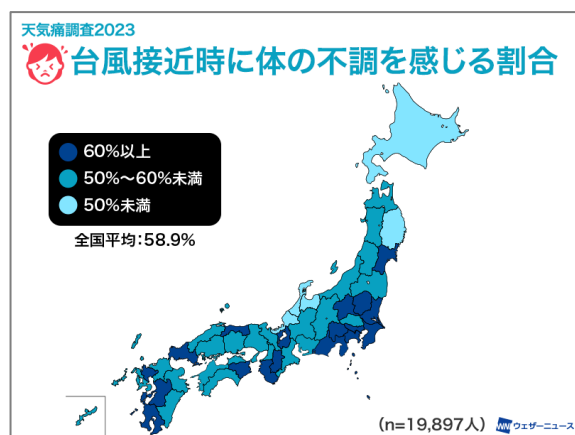 天気痛調査2023
台風接近時に体の不調を感じる割合
60%以上
50%～60%未満
50%未満
全国平均：58.9%
（n=19,897人）
WN ウェザーニュース